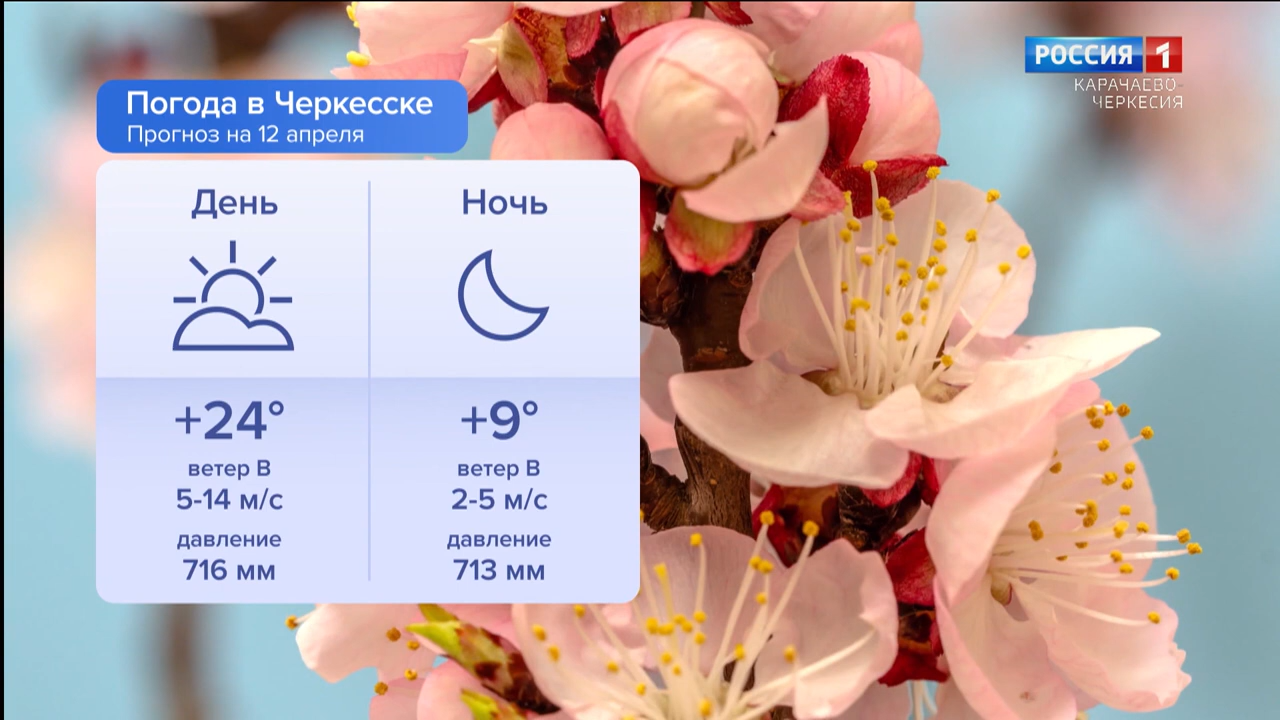 РОССИЯ 1
КАРАЧАЕВО-
ЧЕРКЕСИЯ
Погода в Черкесске
Прогноз на 12 апреля
День
Ночь
+24°
+9°
ветер В
ветер В
5-14 м/с
2-5 м/с
давление
давление
716 мм
713 мм